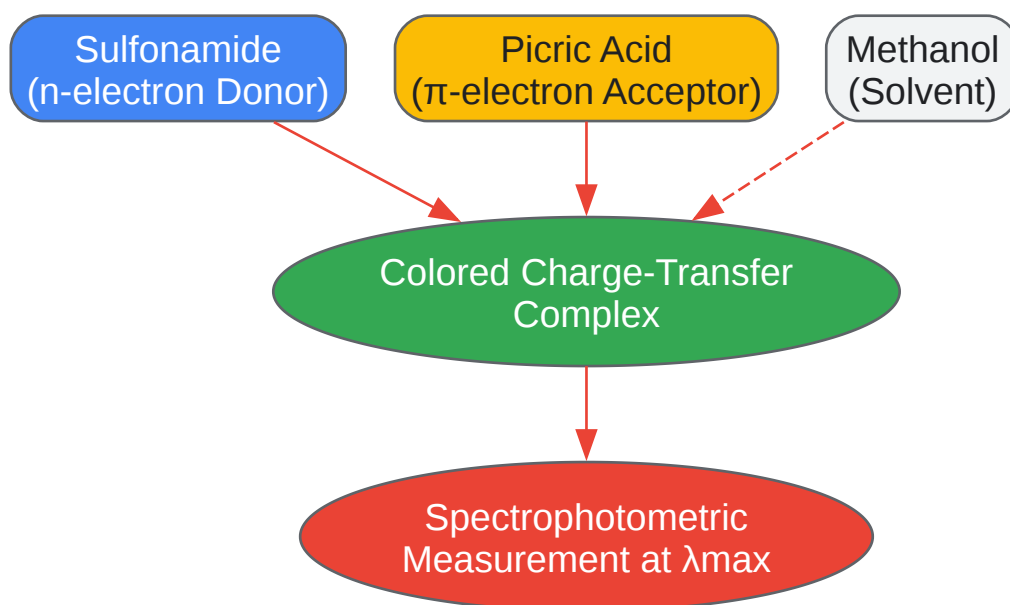 Sulfonamide
(n-electron Donor)
Picric Acid
(π-electron Acceptor)
Methanol
(Solvent)
Colored Charge-Transfer
Complex
Spectrophotometric
Measurement at λmax